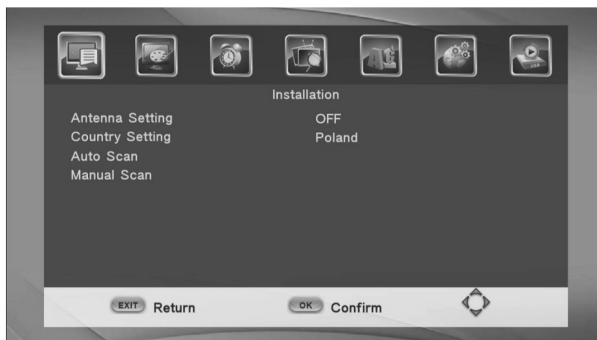 Installation
Antenna Setting OFF
Country Setting Poland
Auto Scan
Manual Scan
EXIT Return OK Confirm